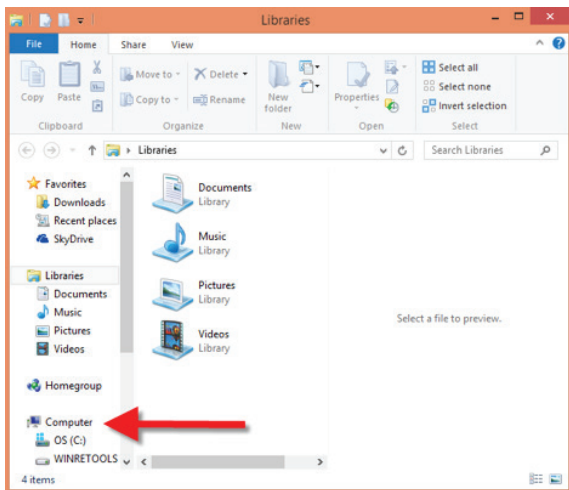 Libraries
File Home Share View
Copy Paste Move to Copy to Delete Rename New folder Properties Select all Select none Invert selection
Clipboard Organize New Open Select
Libraries Search Libraries
Favorites
Downloads
Recent places
SkyDrive
Libraries
Documents
Music
Pictures
Videos
Homegroup
Computer
OS (C:)
WINRETOOLS
Documents
Library
Music
Library
Pictures
Library
Videos
Library
Select a file to preview.
4 items